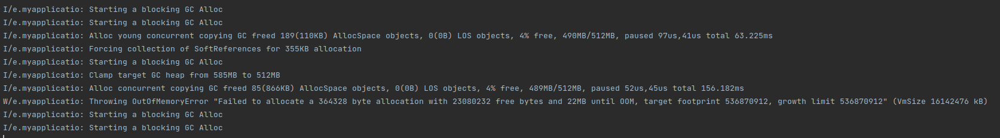 I/e.myapplicatio: Starting a blocking GC Alloc
I/e.myapplicatio: Starting a blocking GC Alloc
I/e.myapplicatio: Alloc young concurrent copying GC freed 189(110KB) AllocSpace objects, 0(0B) LOS objects, 4% free, 490MB/512MB, paused 97us,41us total 63.225ms
I/e.myapplicatio: Forcing collection of SoftReferences for 355KB allocation
I/e.myapplicatio: Starting a blocking GC Alloc
I/e.myapplicatio: Clamp target GC heap from 585MB to 512MB
I/e.myapplicatio: Alloc concurrent copying GC freed 85(866KB) AllocSpace objects, 0(0B) LOS objects, 4% free, 489MB/512MB, paused 52us,45us total 156.182ms
W/e.myapplicatio: Throwing OutOfMemoryError "Failed to allocate a 364328 byte allocation with 23080232 free bytes and 22MB until OOM, target footprint 536870912, growth limit 536870912" (VmSize 16142476 kB)
I/e.myapplicatio: Starting a blocking GC Alloc
I/e.myapplicatio: Starting a blocking GC Alloc